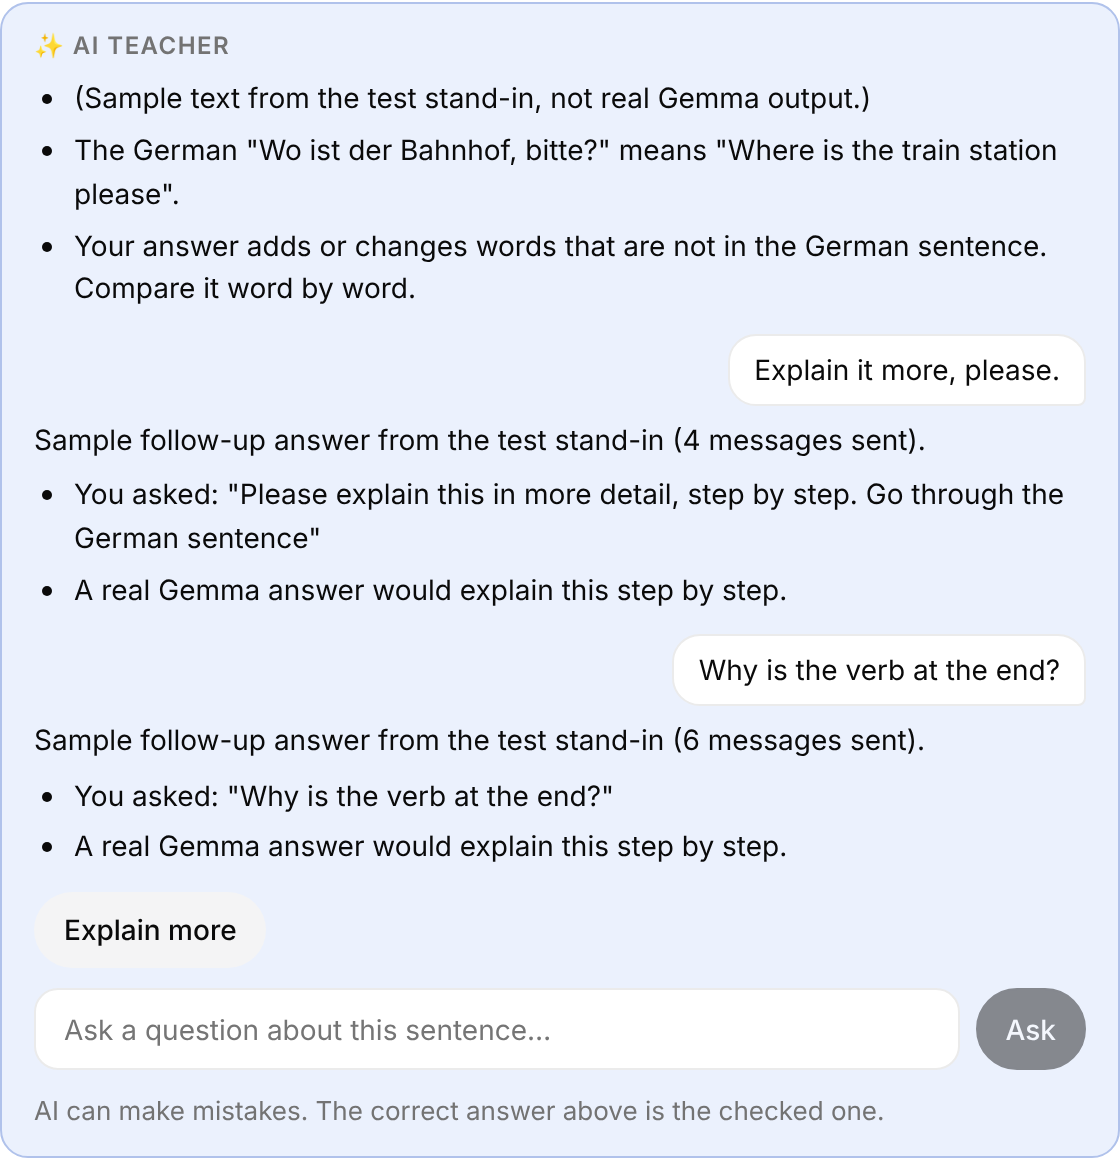 ✨ AI TEACHER
• (Sample text from the test stand-in, not real Gemma output.)
• The German "Wo ist der Bahnhof, bitte?" means "Where is the train station
please".
• Your answer adds or changes words that are not in the German sentence.
Compare it word by word.
Explain it more, please.
Sample follow-up answer from the test stand-in (4 messages sent).
• You asked: "Please explain this in more detail, step by step. Go through the
German sentence"
• A real Gemma answer would explain this step by step.
Why is the verb at the end?
Sample follow-up answer from the test stand-in (6 messages sent).
• You asked: "Why is the verb at the end?"
• A real Gemma answer would explain this step by step.
Explain more
Ask a question about this sentence...
Ask
AI can make mistakes. The correct answer above is the checked one.